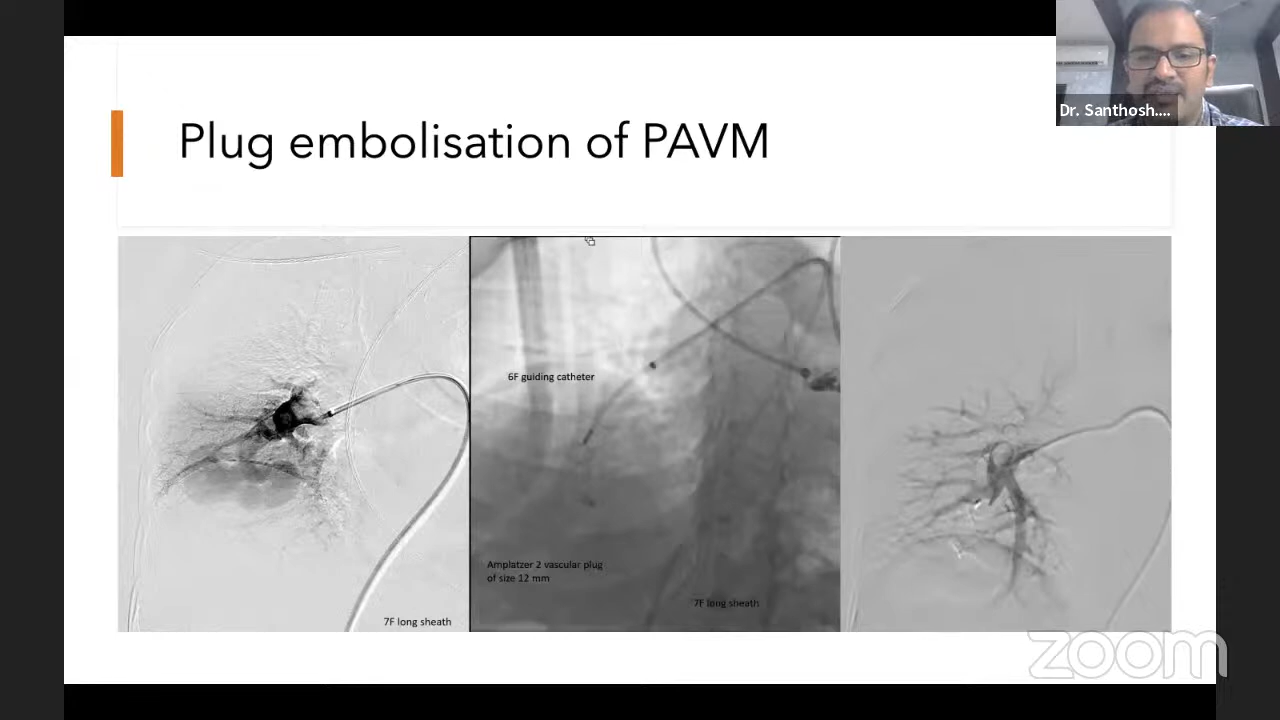 Dr. Santhosh....
Plug embolisation of PAVM
6F guiding catheter
Amplatzer 2 vascular plug
of size 12 mm
7F long sheath
7F long sheath
zoom